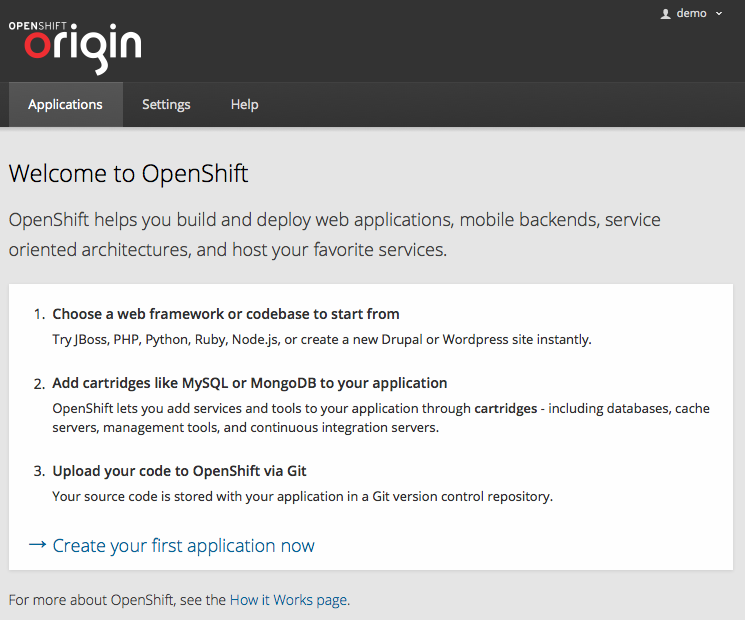 demo
OPENSHIFT
origin
Applications Settings Help
Welcome to OpenShift
OpenShift helps you build and deploy web applications, mobile backends, service
oriented architectures, and host your favorite services.
1. Choose a web framework or codebase to start from
Try JBoss, PHP, Python, Ruby, Node.js, or create a new Drupal or Wordpress site instantly.
2. Add cartridges like MySQL or MongoDB to your application
OpenShift lets you add services and tools to your application through cartridges - including databases, cache
servers, management tools, and continuous integration servers.
3. Upload your code to OpenShift via Git
Your source code is stored with your application in a Git version control repository.
→ Create your first application now
For more about OpenShift, see the How it Works page.